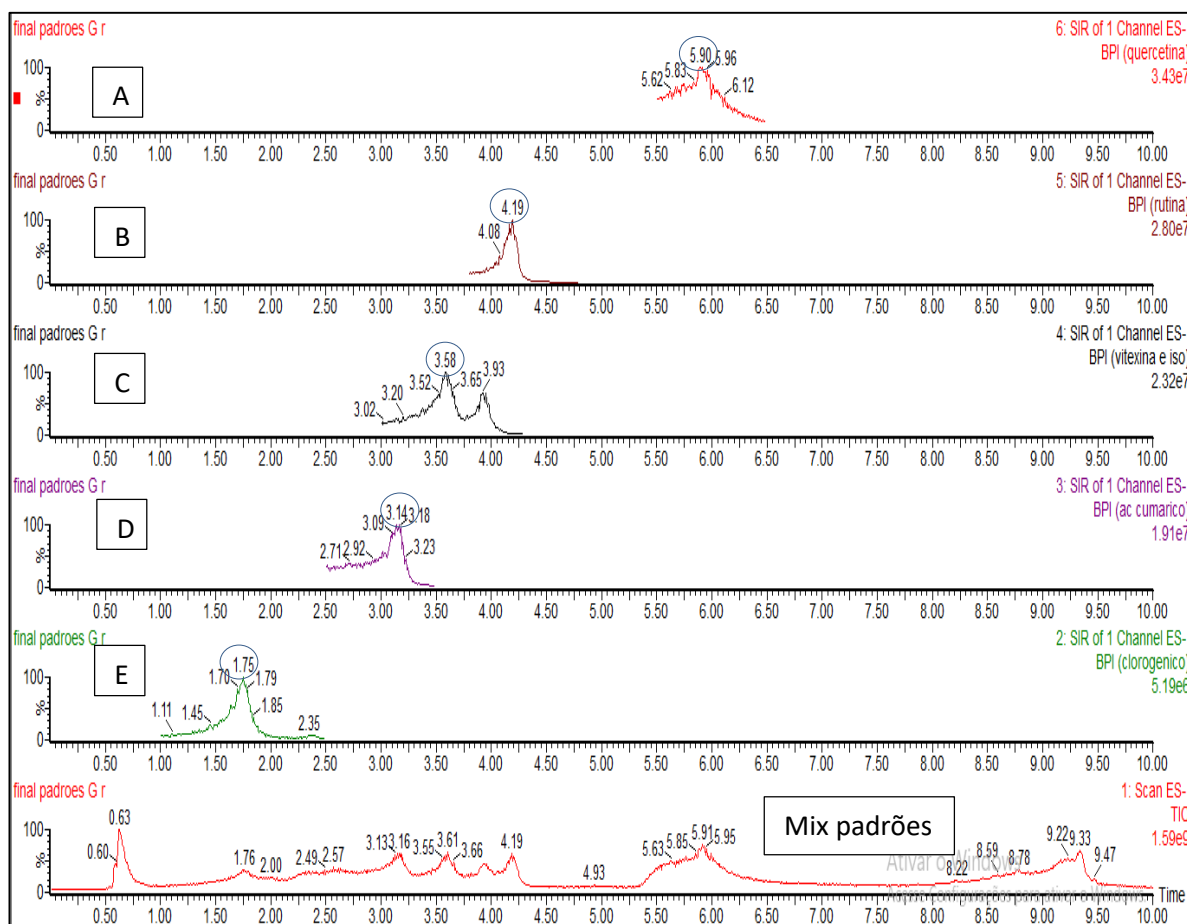 final padroes G r
6: SIR of 1 Channel ES-
BPI (quercetina)
3.43e7
A
100
%
0
5.62
5.83
5.90
5.96
6.12
0.50 1.00 1.50 2.00 2.50 3.00 3.50 4.00 4.50 5.00 5.50 6.00 6.50 7.00 7.50 8.00 8.50 9.00 9.50 10.00
final padroes G r
5: SIR of 1 Channel ES-
BPI (rutina)
2.80e7
B
100
%
0
4.08
4.19
0.50 1.00 1.50 2.00 2.50 3.00 3.50 4.00 4.50 5.00 5.50 6.00 6.50 7.00 7.50 8.00 8.50 9.00 9.50 10.00
final padroes G r
4: SIR of 1 Channel ES-
BPI (vitexina e iso)
2.32e7
C
100
%
0
3.02
3.20
3.52
3.58
3.65
3.93
0.50 1.00 1.50 2.00 2.50 3.00 3.50 4.00 4.50 5.00 5.50 6.00 6.50 7.00 7.50 8.00 8.50 9.00 9.50 10.00
final padroes G r
3: SIR of 1 Channel ES-
BPI (ac cumarico)
1.91e7
D
100
%
0
2.71
2.92
3.09
3.14
3.18
3.23
0.50 1.00 1.50 2.00 2.50 3.00 3.50 4.00 4.50 5.00 5.50 6.00 6.50 7.00 7.50 8.00 8.50 9.00 9.50 10.00
final padroes G r
2: SIR of 1 Channel ES-
BPI (clorogenico)
5.19e6
E
100
%
0
1.11
1.45
1.70
1.75
1.79
1.85
2.35
0.50 1.00 1.50 2.00 2.50 3.00 3.50 4.00 4.50 5.00 5.50 6.00 6.50 7.00 7.50 8.00 8.50 9.00 9.50 10.00
final padroes G r
1: Scan ES-
TIC
1.59e9
Mix padrões
100
%
0
0.60
0.63
1.76
2.00
2.49
2.57
3.13
3.16
3.55
3.61
3.66
4.19
4.93
5.63
5.85
5.91
5.95
8.22
8.59
8.78
9.22
9.33
9.47
Ativar o Windows
Acesse Configurações para ativar o Windows.
Time
0.50 1.00 1.50 2.00 2.50 3.00 3.50 4.00 4.50 5.00 5.50 6.00 6.50 7.00 7.50 8.00 8.50 9.00 9.50 10.00